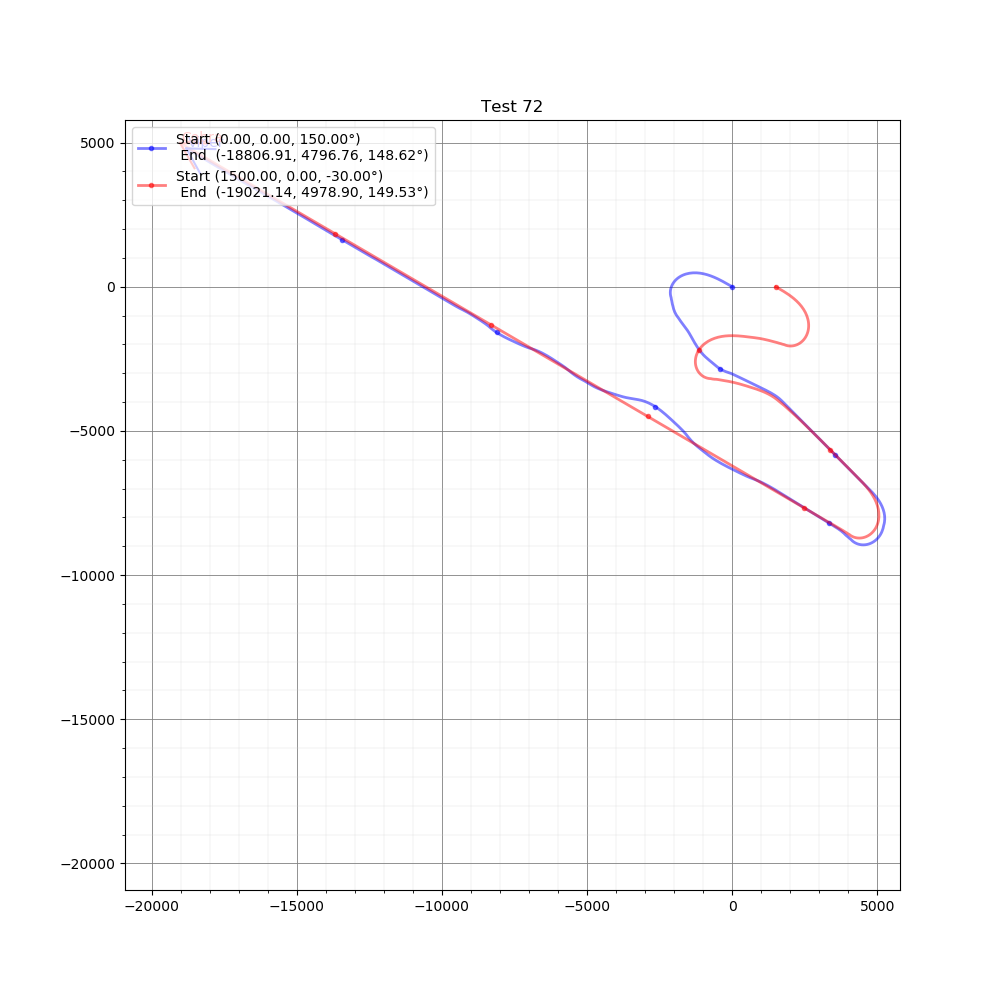 Test 72
Start (0.00, 0.00, 150.00°)
End (-18806.91, 4796.76, 148.62°)
Start (1500.00, 0.00, -30.00°)
End (-19021.14, 4978.90, 149.53°)
5000
0
−5000
−10000
−15000
−20000
−20000 −15000 −10000 −5000 0 5000